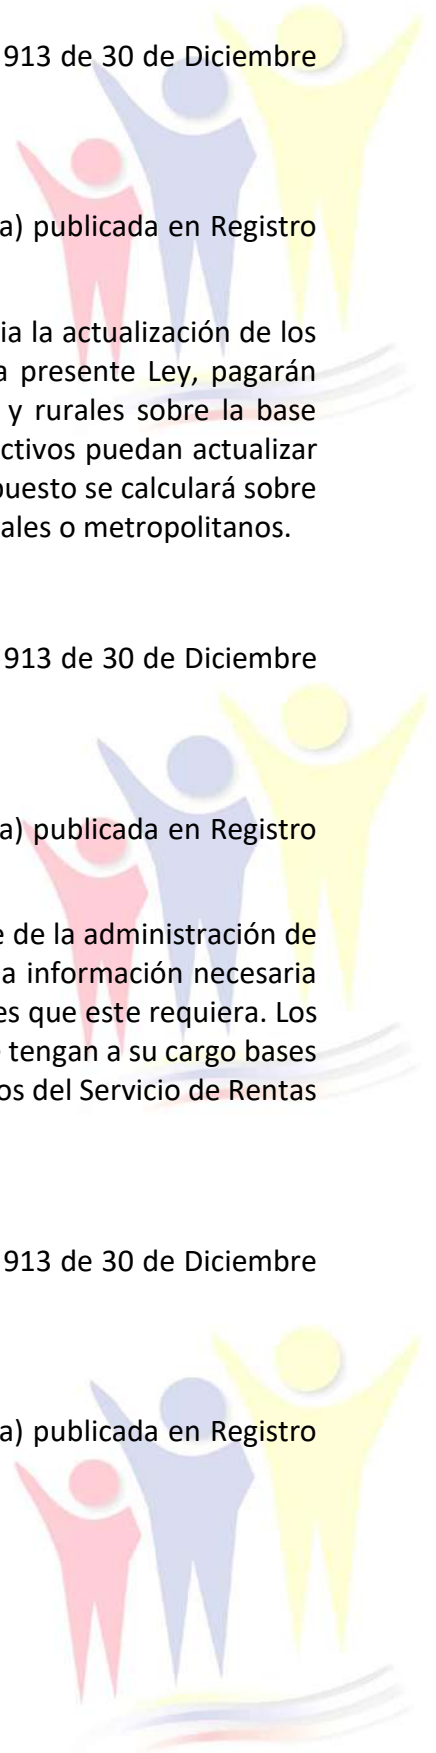 913 de 30 de Diciembre
a) publicada en Registro
ia la actualización de los
a presente Ley, pagarán
y rurales sobre la base
ctivos puedan actualizar
puesto se calculará sobre
ales o metropolitanos.
913 de 30 de Diciembre
a) publicada en Registro
e de la administración de
a información necesaria
es que este requiera. Los
tengan a su cargo bases
os del Servicio de Rentas
913 de 30 de Diciembre
a) publicada en Registro